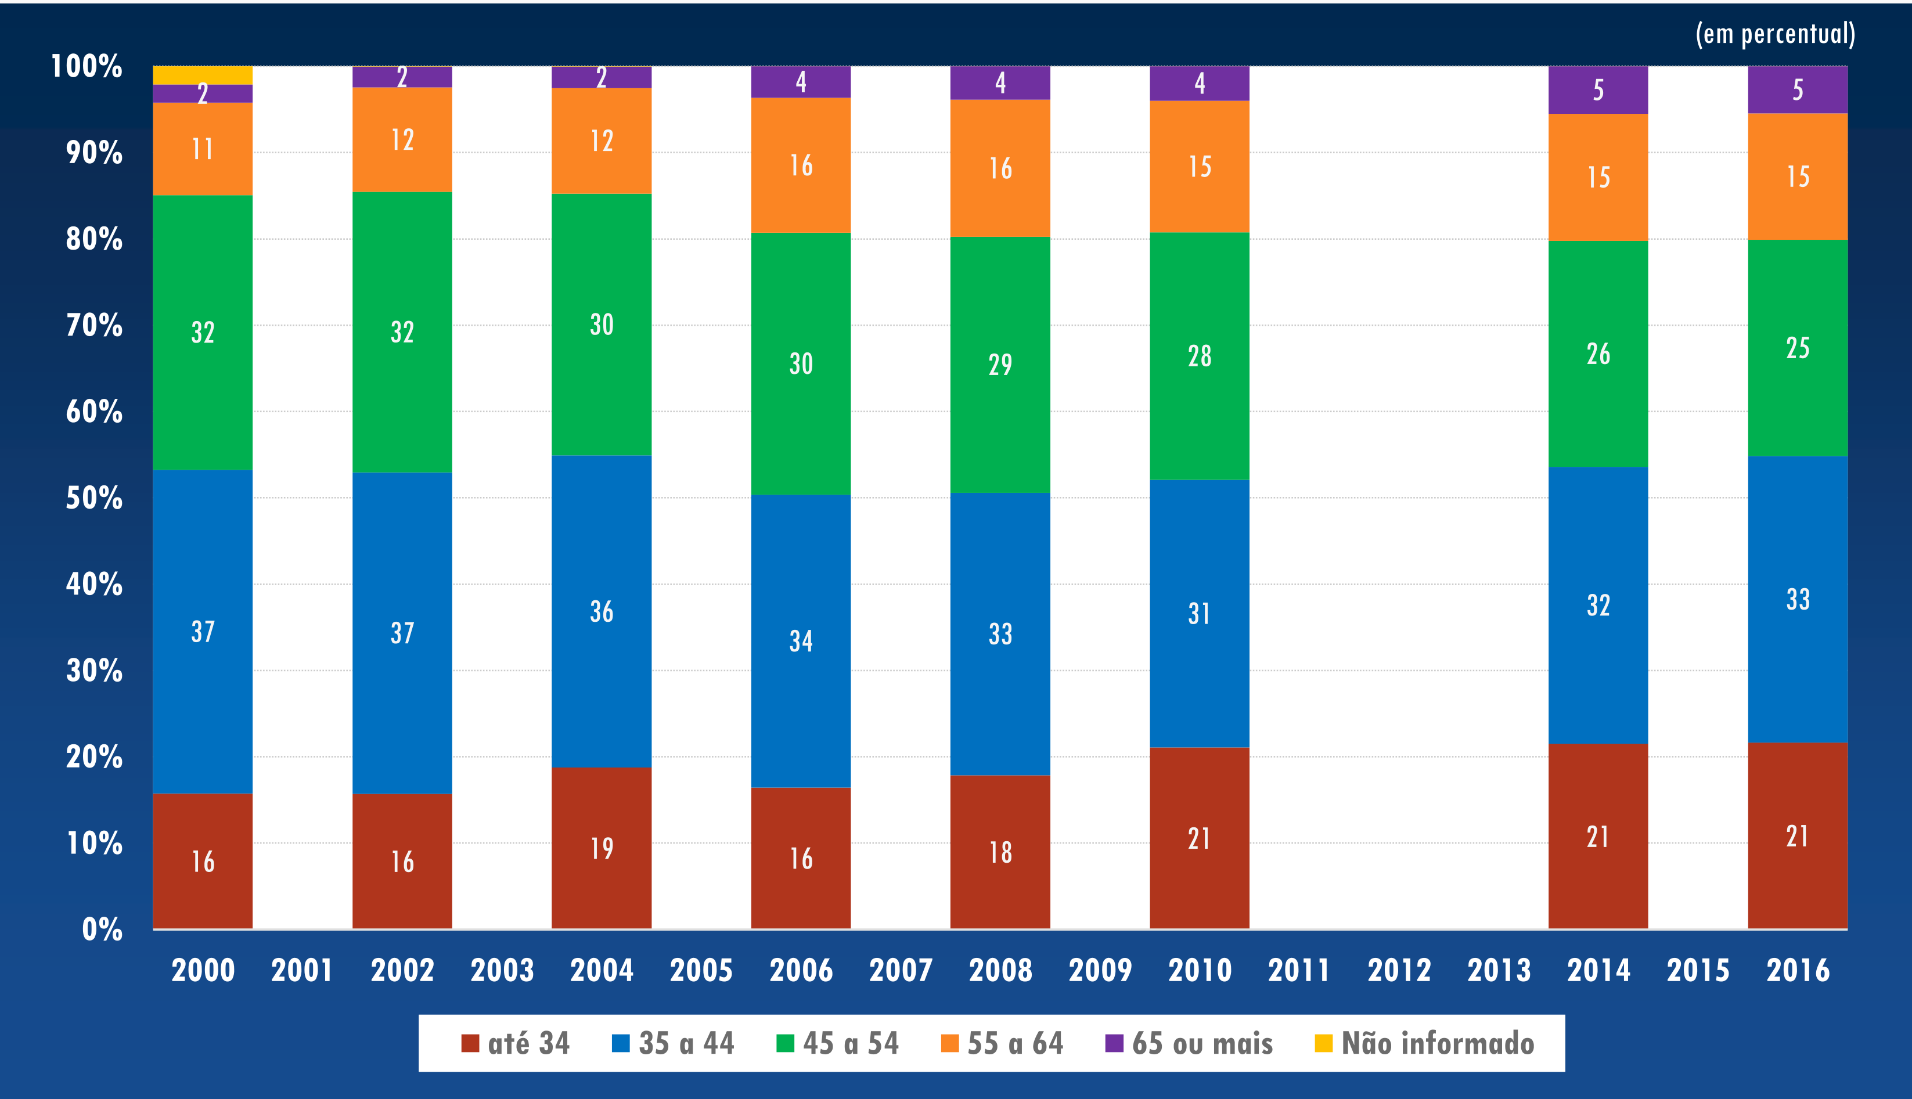 (em percentual)
100%
90%
80%
70%
60%
50%
40%
30%
20%
10%
0%
2 2 2 4 4 4 5 5
11 12 12 16 16 15 15 15
32 32 30 30 29 28 26 25
37 37 36 34 33 31 32 33
16 16 19 16 18 21 21 21
2000 2001 2002 2003 2004 2005 2006 2007 2008 2009 2010 2011 2012 2013 2014 2015 2016
até 34 35 a 44 45 a 54 55 a 64 65 ou mais Não informado